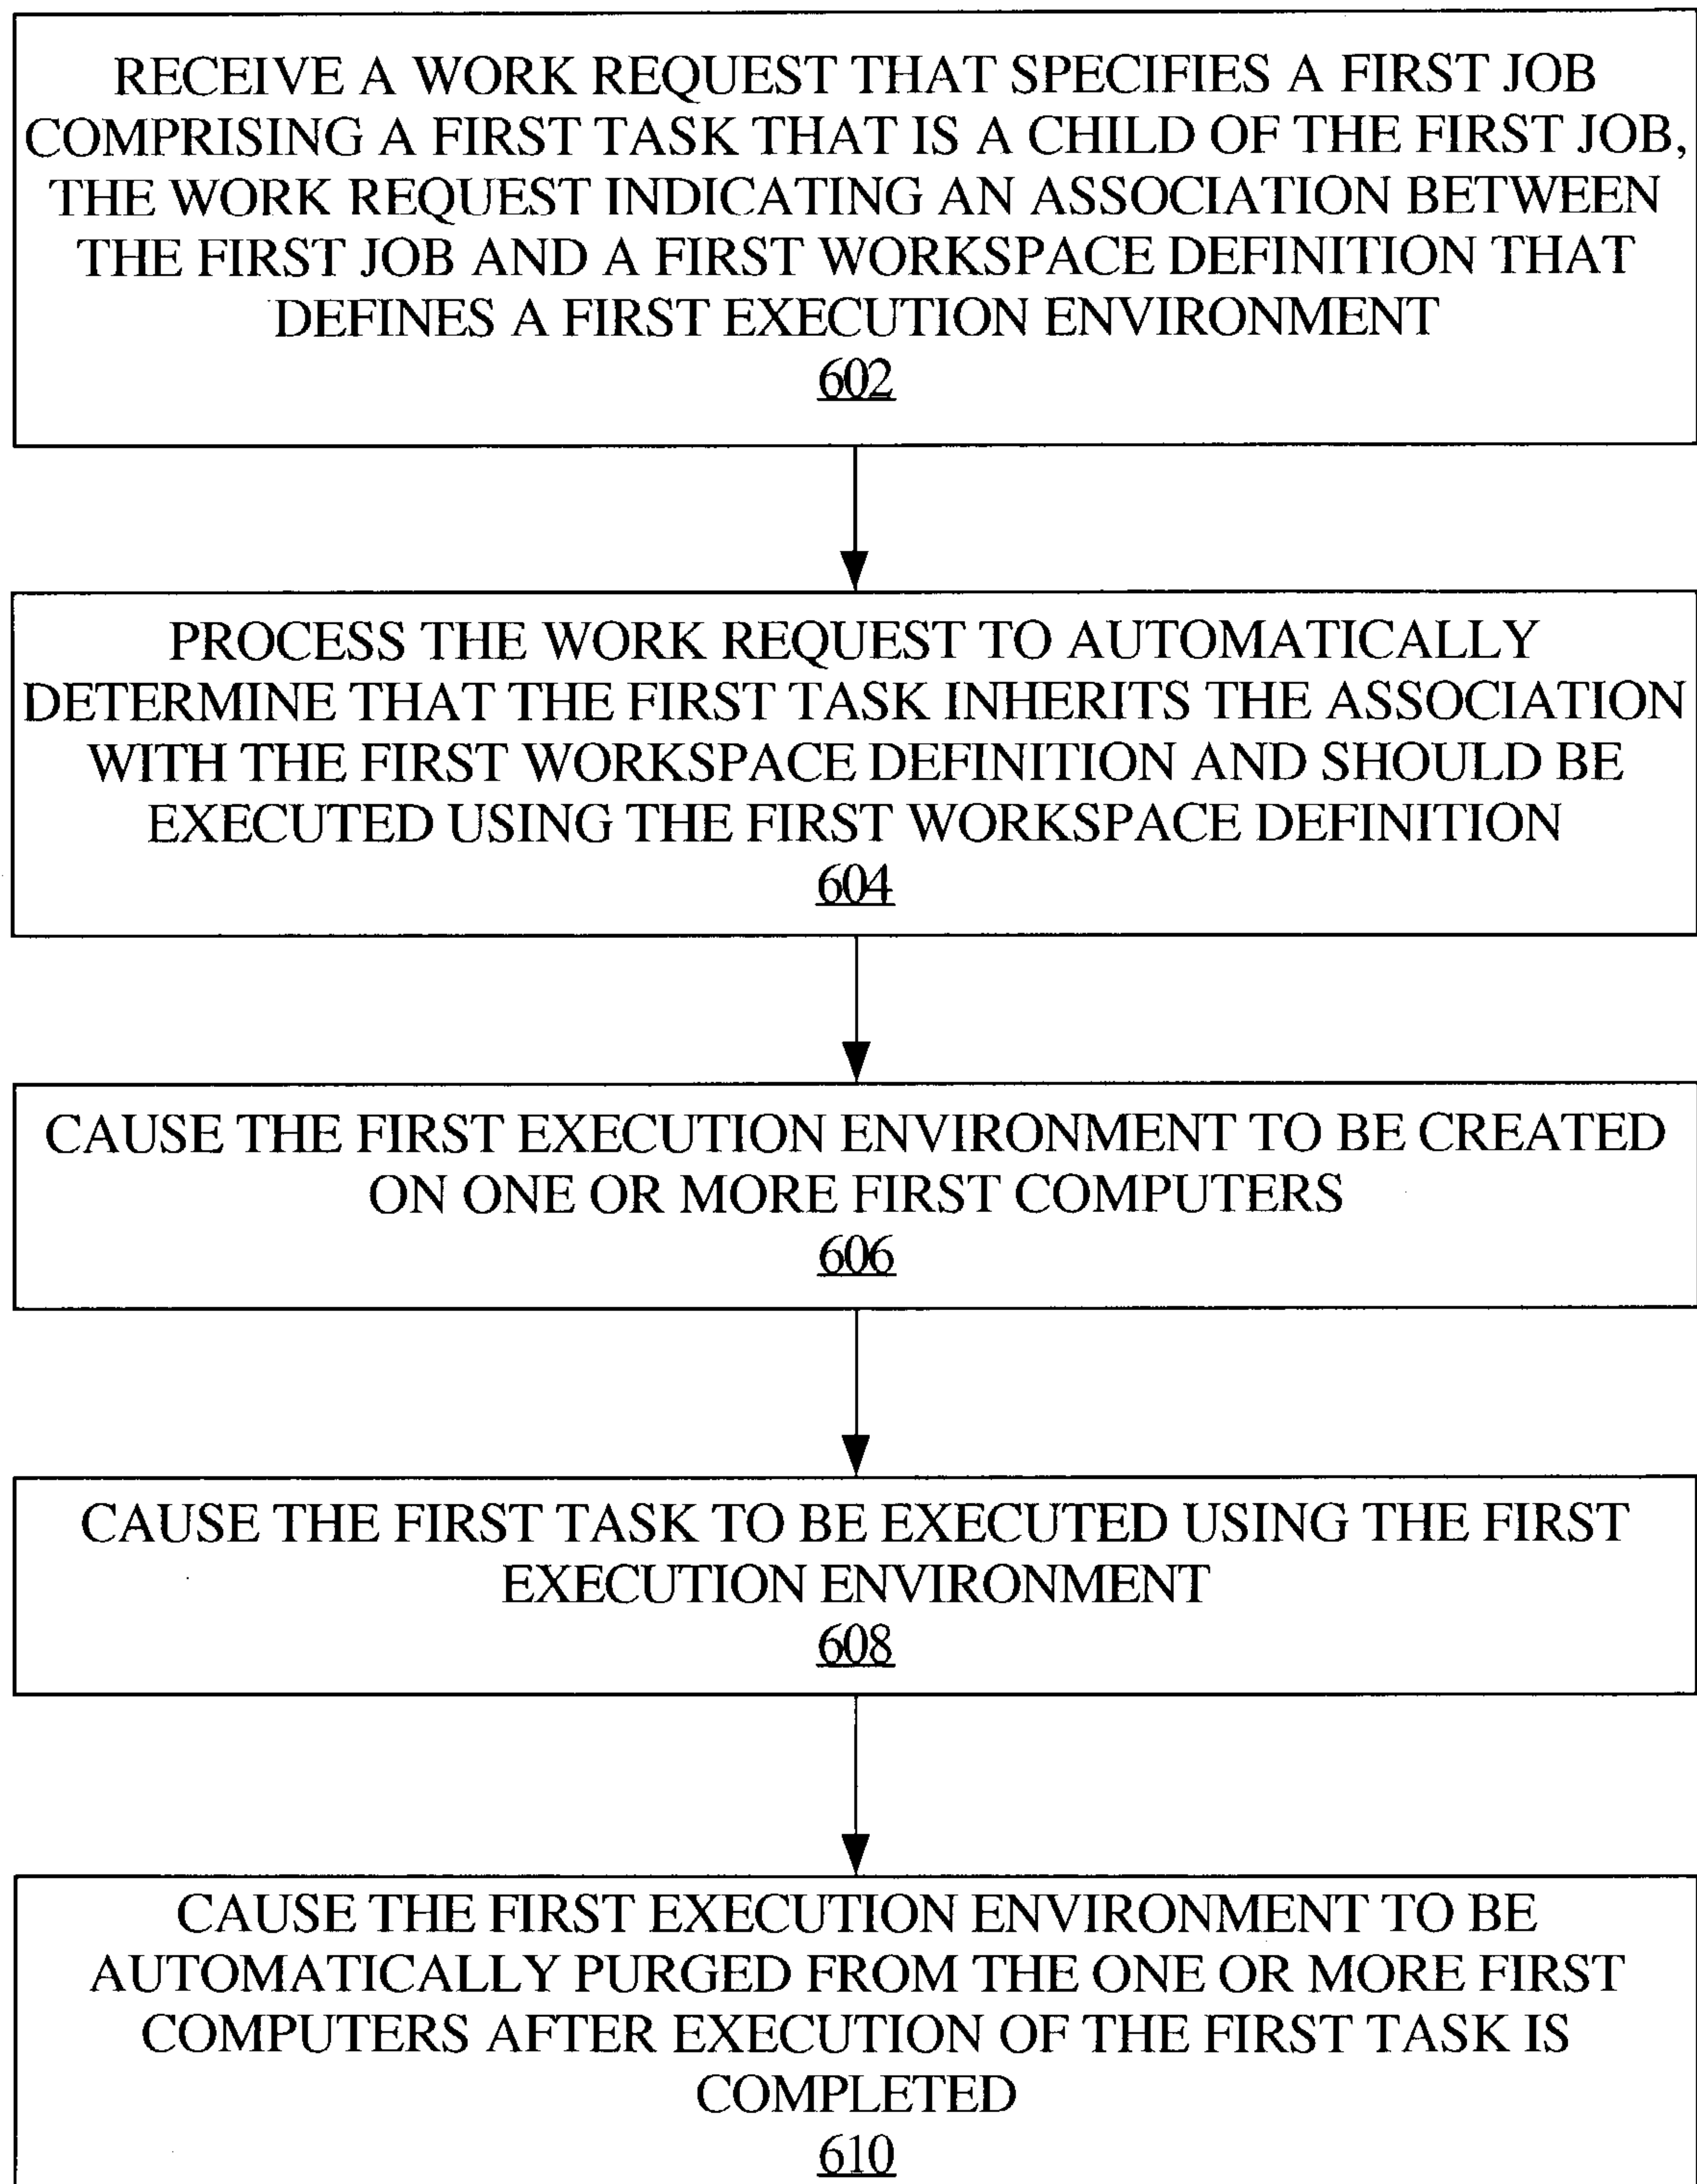 RECEIVE A WORK REQUEST THAT SPECIFIES A FIRST JOB
COMPRISING A FIRST TASK THAT IS A CHILD OF THE FIRST JOB,
THE WORK REQUEST INDICATING AN ASSOCIATION BETWEEN
THE FIRST JOB AND A FIRST WORKSPACE DEFINITION THAT
DEFINES A FIRST EXECUTION ENVIRONMENT
602
PROCESS THE WORK REQUEST TO AUTOMATICALLY
DETERMINE THAT THE FIRST TASK INHERITS THE ASSOCIATION
WITH THE FIRST WORKSPACE DEFINITION AND SHOULD BE
EXECUTED USING THE FIRST WORKSPACE DEFINITION
604
CAUSE THE FIRST EXECUTION ENVIRONMENT TO BE CREATED
ON ONE OR MORE FIRST COMPUTERS
606
CAUSE THE FIRST TASK TO BE EXECUTED USING THE FIRST
EXECUTION ENVIRONMENT
608
CAUSE THE FIRST EXECUTION ENVIRONMENT TO BE
AUTOMATICALLY PURGED FROM THE ONE OR MORE FIRST
COMPUTERS AFTER EXECUTION OF THE FIRST TASK IS
COMPLETED
610